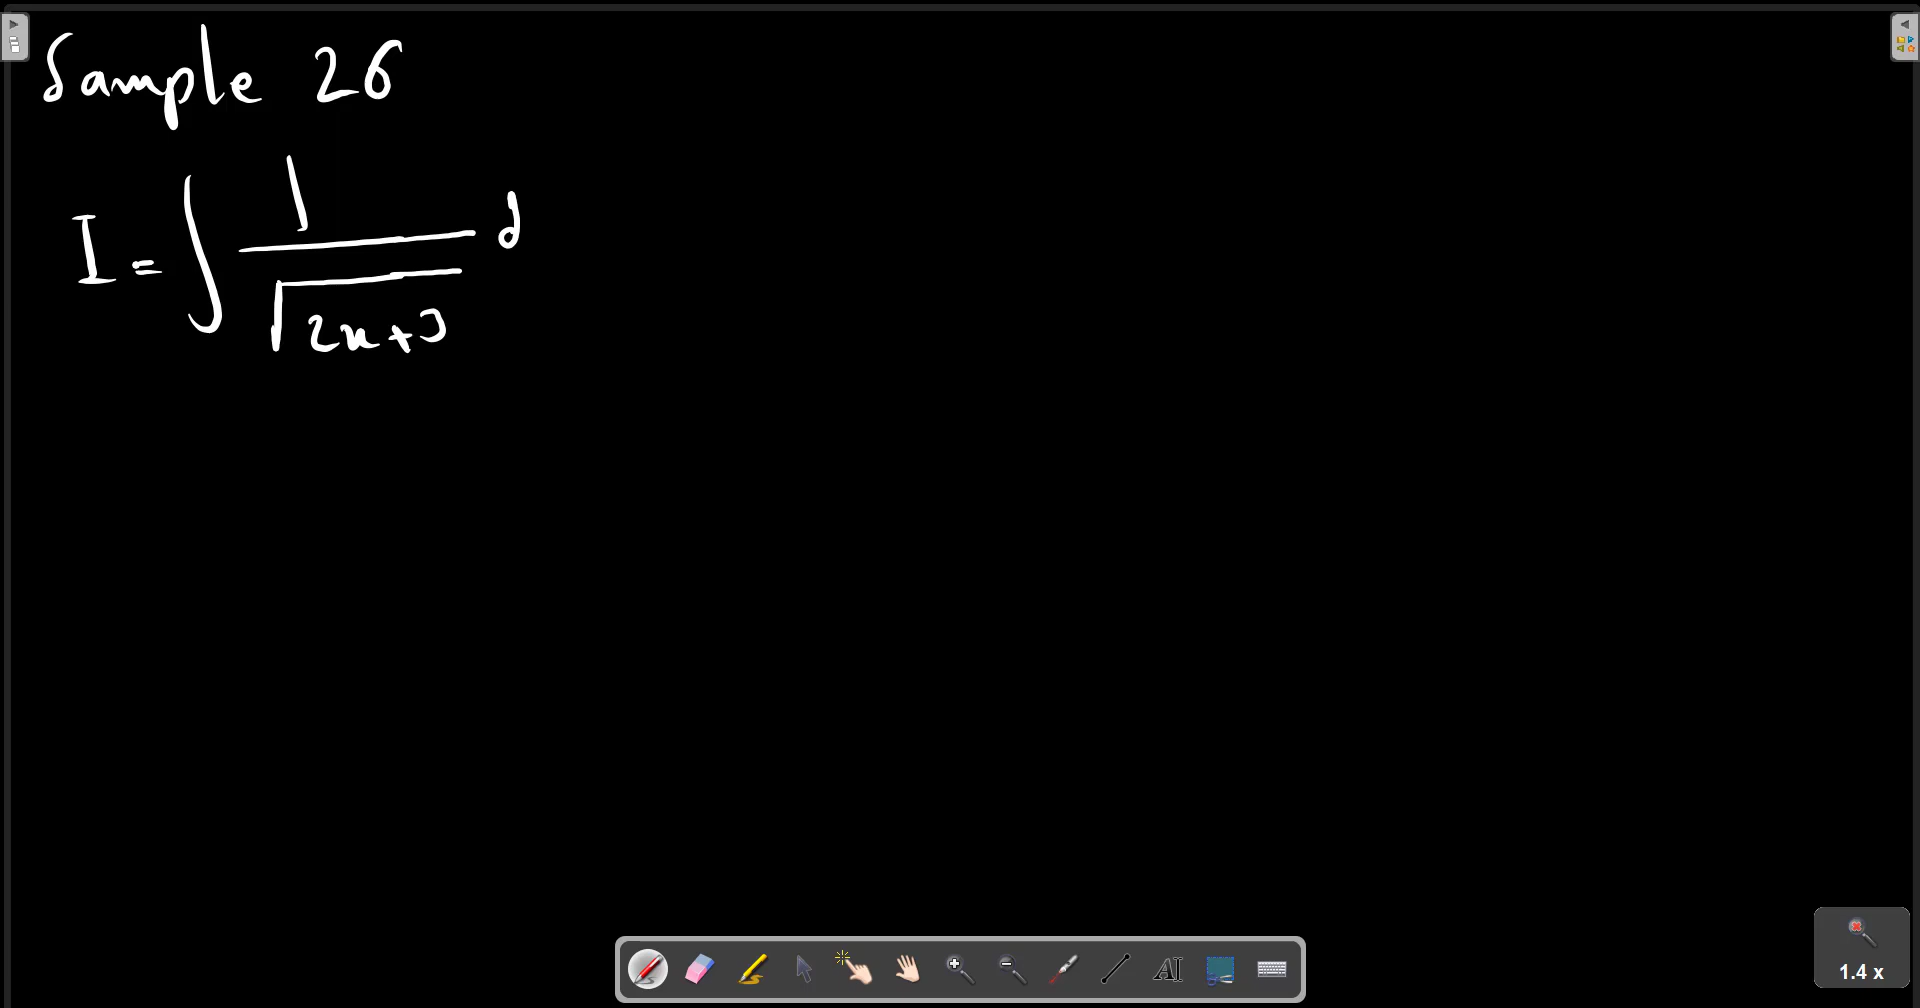 Sample 26
I = ∫ 1/√(2x+3) d
1.4 x